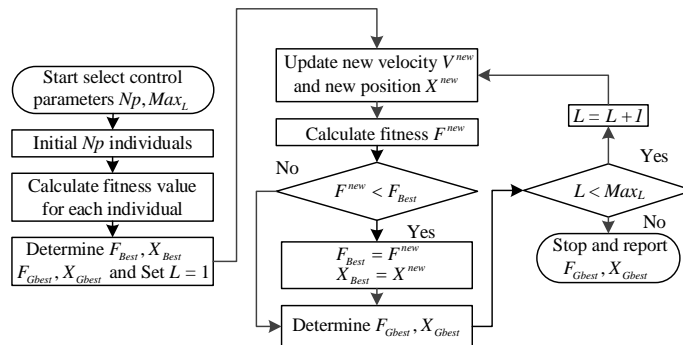 Start select control
parameters Np, Max_L
Initial Np individuals
Calculate fitness value
for each individual
Determine F_Best, X_Best
F_Gbest, X_Gbest and Set L = 1
Update new velocity V^new
and new position X^new
Calculate fitness F^new
No
F^new < F_Best
Yes
F_Best = F^new
X_Best = X^new
Determine F_Gbest, X_Gbest
L = L +1
Yes
L < Max_L
No
Stop and report
F_Gbest, X_Gbest